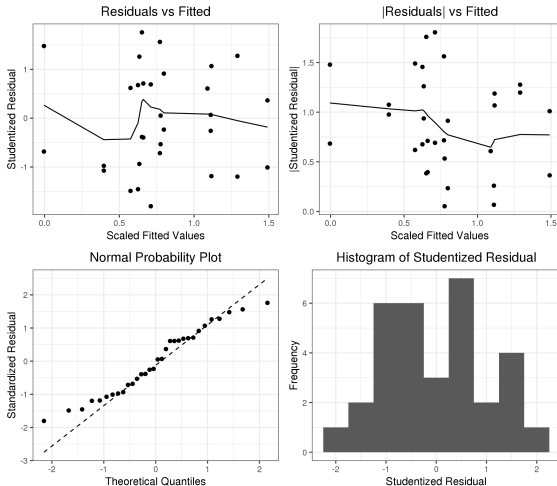 Residuals vs Fitted
Studentized Residual
1
0
-1
0.0 0.5 1.0 1.5
Scaled Fitted Values
|Residuals| vs Fitted
|Studentized Residual|
1.5
1.0
0.5
0.0
0.0 0.5 1.0 1.5
Scaled Fitted Values
Normal Probability Plot
Standardized Residual
2
1
0
-1
-2
-3
-2 -1 0 1 2
Theoretical Quantiles
Histogram of Studentized Residual
Frequency
6
4
2
0
-2 -1 0 1 2
Studentized Residual